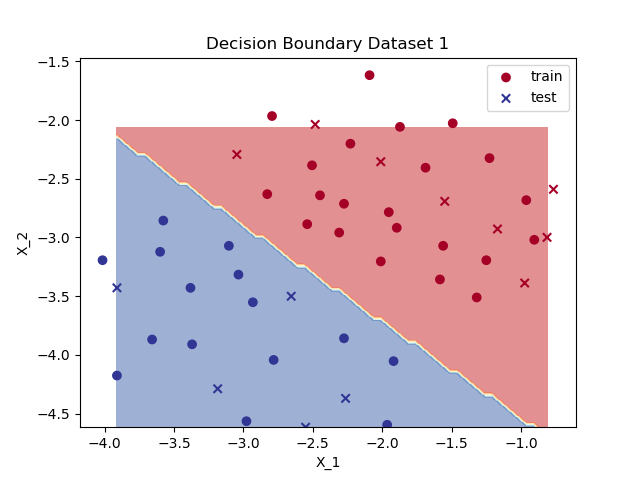 Decision Boundary Dataset 1
train
test
−1.5
−2.0
−2.5
−3.0
−3.5
−4.0
−4.5
X_2
−4.0 −3.5 −3.0 −2.5 −2.0 −1.5 −1.0
X_1